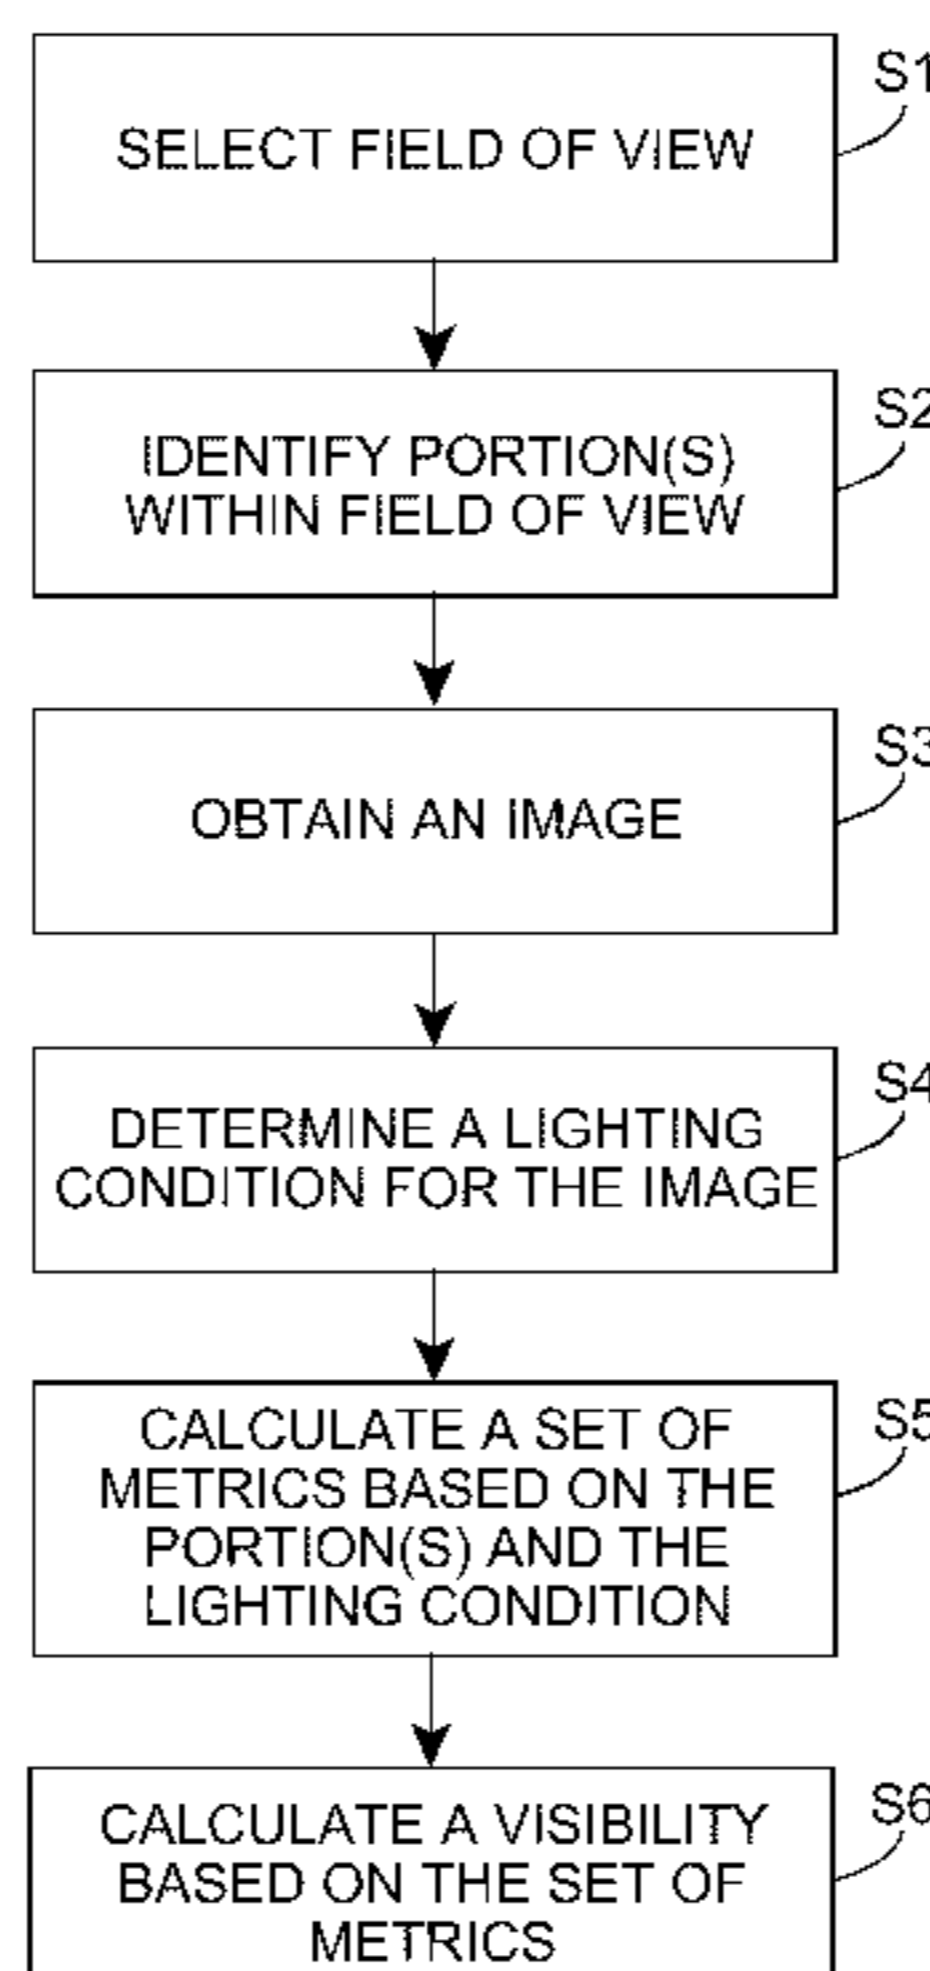 SELECT FIELD OF VIEW
S1
IDENTIFY PORTION(S)
WITHIN FIELD OF VIEW
S2
OBTAIN AN IMAGE
S3
DETERMINE A LIGHTING
CONDITION FOR THE IMAGE
S4
CALCULATE A SET OF
METRICS BASED ON THE
PORTION(S) AND THE
LIGHTING CONDITION
S5
CALCULATE A VISIBILITY
BASED ON THE SET OF
METRICS
S6